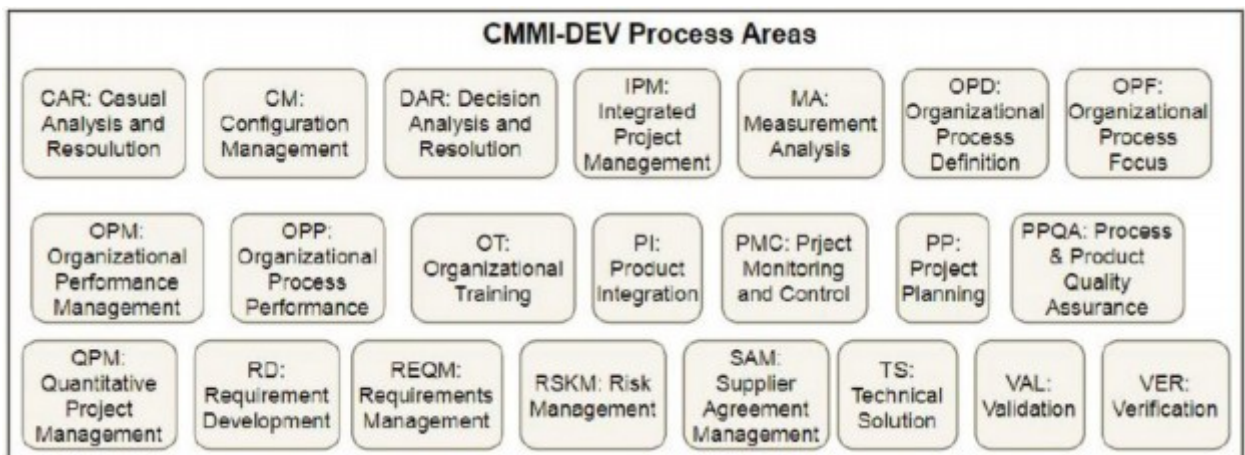 CMMI-DEV Process Areas
CAR: Casual
Analysis and
Respulution
CM:
Configuration
Management
DAR: Decision
Analysis and
Resolution
IPM:
Integrated
Project
Management
MA:
Measurement
Analysis
OPD:
Organizational
Process
Definition
OPF:
Organizational
Process
Focus
OPM:
Organizational
Performance
Management
OPP:
Organizational
Process
Performance
OT:
Organizational
Training
PI:
Product
Integration
PMC: Prject
Monitoring
and Control
PP:
Project
Planning
PPQA: Process
& Product
Quality
Assurance
QPM:
Quantitative
Project
Management
RD:
Requirement
Development
REQM:
Requirements
Management
RSKM: Risk
Management
SAM:
Supplier
Agreement
Management
TS:
Technical
Solution
VAL:
Validation
VER:
Verification